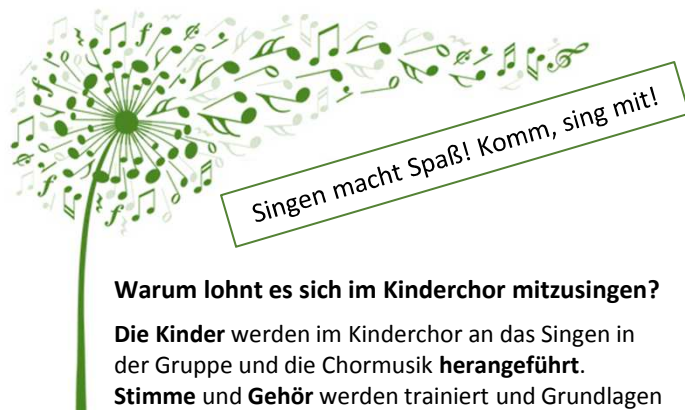 Singen macht Spaß! Komm, sing mit!
Warum lohnt es sich im Kinderchor mitzusingen?
Die Kinder werden im Kinderchor an das Singen in
der Gruppe und die Chormusik herangeführt.
Stimme und Gehör werden trainiert und Grundlagen